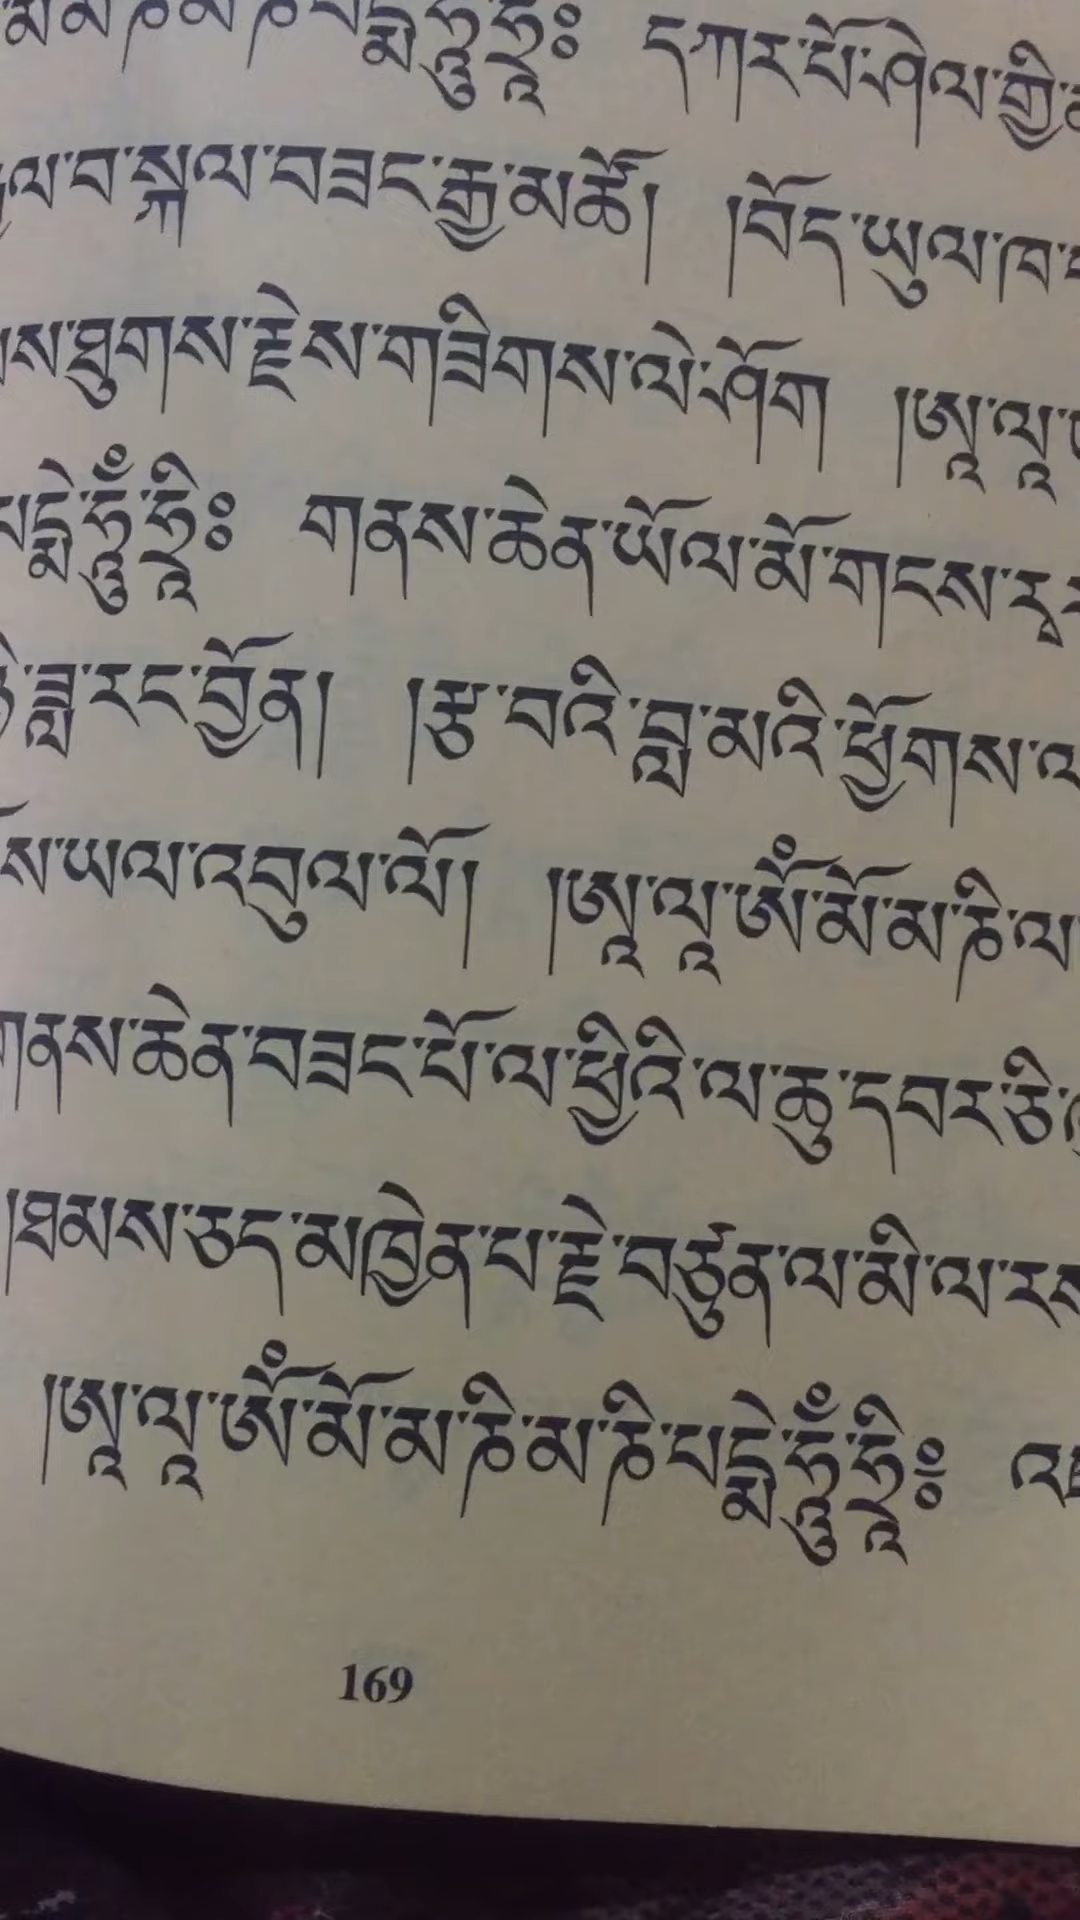 པདྨེ་ཧཱུྃ་ཧྲཱིཿ དཀར་པོ་ཤེལ་གྱི་
ལ་བ་སྐལ་བཟང་རྒྱ་མཚོ། །བོད་ཡུལ་ཁ་
ས་ཐུགས་རྗེས་གཟིགས་ལེ་ཤོག །ཨཱ་ལཱ་
པདྨེ་ཧཱུྃ་ཧྲཱིཿ གནས་ཆེན་ཡོལ་མོ་གངས་ར
ཟླ་རང་བྱོན། །རྩ་བའི་བླ་མའི་ཕྱོགས་ལ
ས་ཡལ་འབུལ་ལོ། །ཨཱ་ལཱ་ཨོཾ་མོ་མ་ཎི་ལ
གནས་ཆེན་བཟང་པོ་ལ་ཕྱིའི་ལ་ཆུ་དབར་ཅི་
།ཐམས་ཅད་མཁྱེན་པ་རྗེ་བཙུན་ལ་མི་ལ་རས
།ཨཱ་ལཱ་ཨོཾ་མོ་མ་ཎི་མ་ཎི་པདྨེ་ཧཱུྃ་ཧྲཱིཿ
169